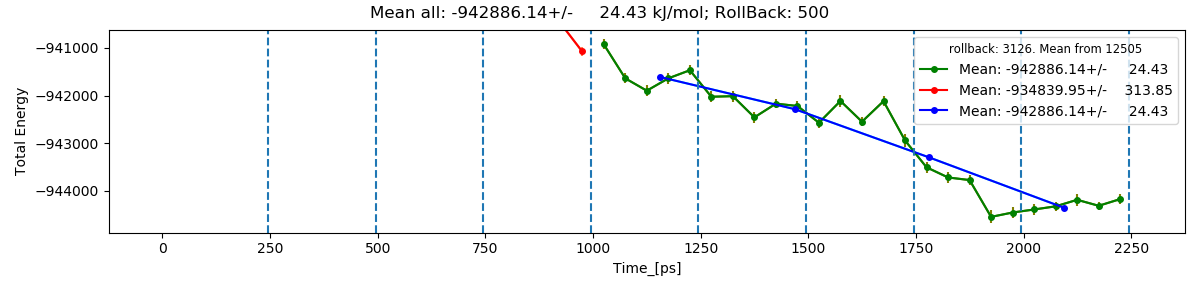 Mean all: -942886.14+/-     24.43 kJ/mol; RollBack: 500
Total Energy
−941000
−942000
−943000
−944000
rollback: 3126. Mean from 12505
Mean: -942886.14+/-     24.43
Mean: -934839.95+/-    313.85
Mean: -942886.14+/-     24.43
0 250 500 750 1000 1250 1500 1750 2000 2250
Time_[ps]